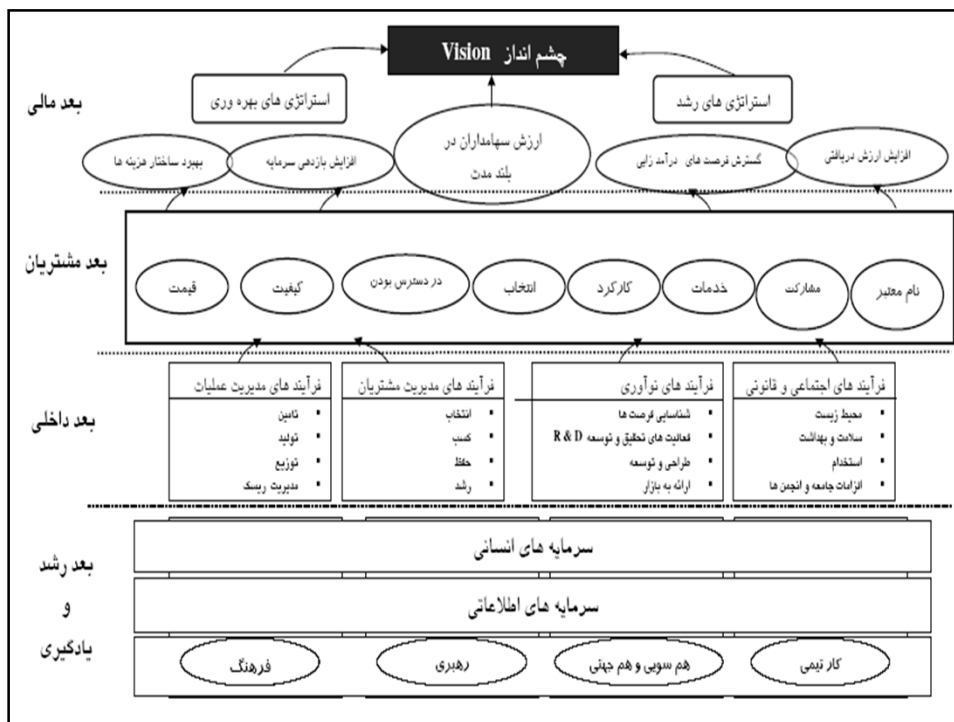 چشم انداز Vision
بعد مالی
استراتژی های رشد
استراتژی های بهره وری
افزایش ارزش دریافتی
گسترش فرصت های درآمد زایی
ارزش سهامداران در
بلند مدت
افزایش بازدهی سرمایه
بهبود ساختار هزینه ها
بعد مشتریان
نام معتبر
مشارکت
خدمات
کارکرد
انتخاب
در دسترس بودن
کیفیت
قیمت
بعد داخلی
فرآیند های اجتماعی و قانونی
▪ محیط زیست
▪ سلامت و بهداشت
▪ استخدام
▪ الزامات جامعه و انجمن ها
فرآیند های نوآوری
▪ شناسایی فرصت ها
▪ فعالیت های تحقیق و توسعه R & D
▪ طراحی و توسعه
▪ ارائه به بازار
فرآیند های مدیریت مشتریان
▪ انتخاب
▪ کسب
▪ حفظ
▪ رشد
فرآیند های مدیریت عملیات
▪ تامین
▪ تولید
▪ توزیع
▪ مدیریت ریسک
بعد رشد
و
یادگیری
سرمایه های انسانی
سرمایه های اطلاعاتی
کار تیمی
هم سویی و هم جهتی
رهبری
فرهنگ